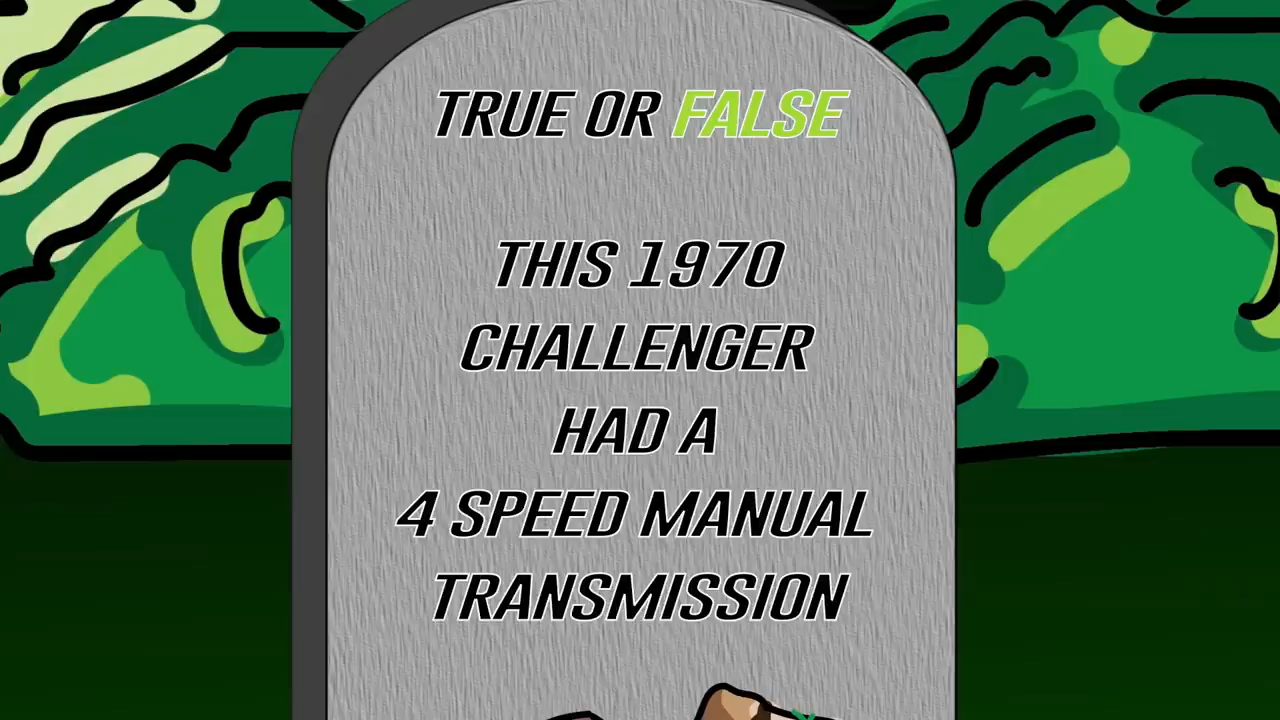 TRUE OR FALSE
THIS 1970
CHALLENGER
HAD A
4 SPEED MANUAL
TRANSMISSION